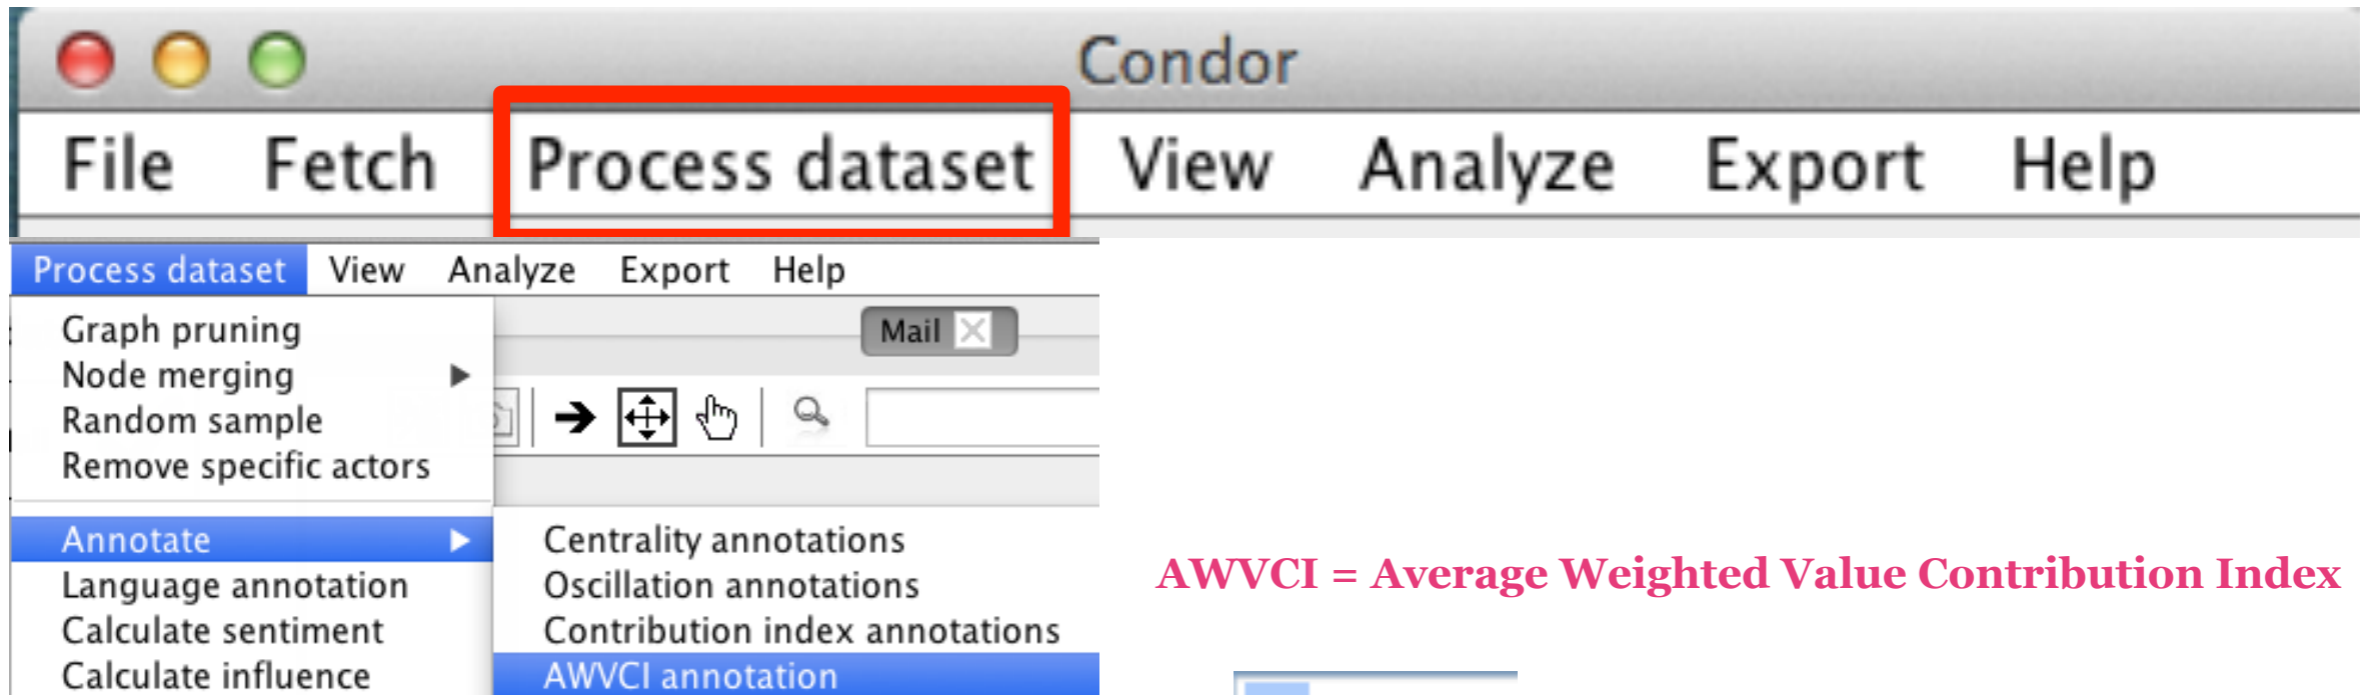 Condor
File Fetch Process dataset View Analyze Export Help
Process dataset View Analyze Export Help
Graph pruning
Mail
Node merging
Random sample
Remove specific actors
Annotate
Centrality annotations
Language annotation
Oscillation annotations
AWVCI = Average Weighted Value Contribution Index
Calculate sentiment
Contribution index annotations
Calculate influence
AWVCI annotation